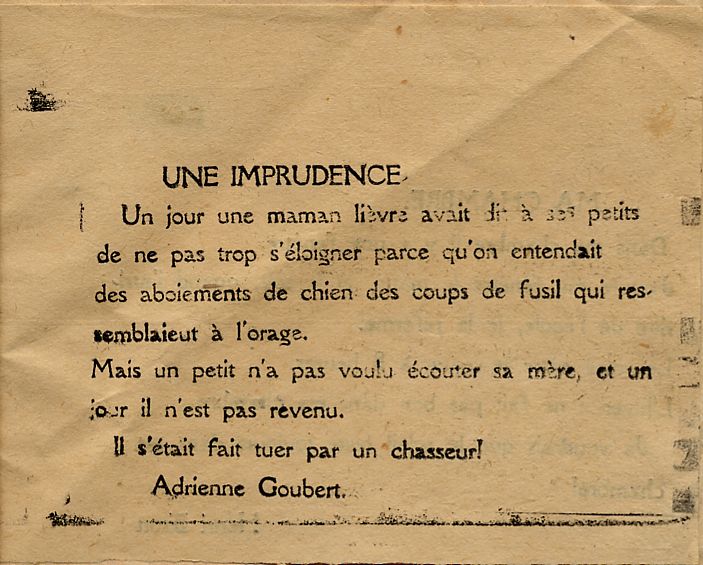 UNE IMPRUDENCE
Un jour une maman lièvre avait dit à ses petits
de ne pas trop s'éloigner parce qu'on entendait
des aboiements de chien des coups de fusil qui res-
semblaieut à l'orage.
Mais un petit n'a pas voulu écouter sa mère, et un
jour il n'est pas revenu.
Il s'était fait tuer par un chasseur!
Adrienne Goubert.